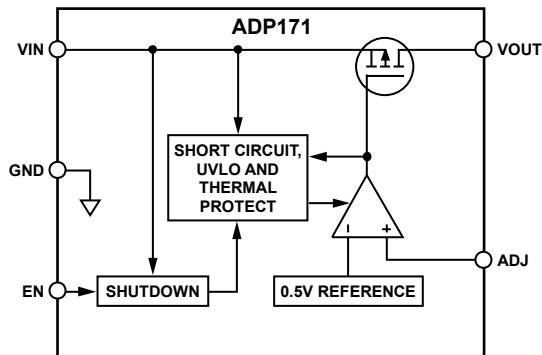 ADP171
VIN
VOUT
SHORT CIRCUIT,
UVLO AND
THERMAL
PROTECT
GND
- +
ADJ
EN
SHUTDOWN
0.5V REFERENCE